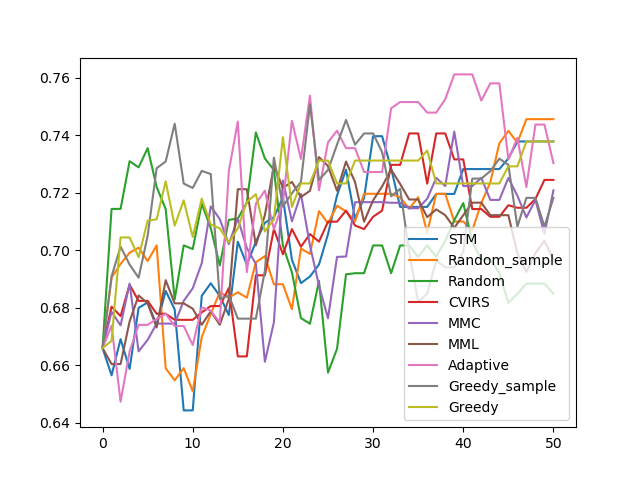 0.76
0.74
0.72
0.70
0.68
0.66
0.64
0 10 20 30 40 50
STM
Random_sample
Random
CVIRS
MMC
MML
Adaptive
Greedy_sample
Greedy